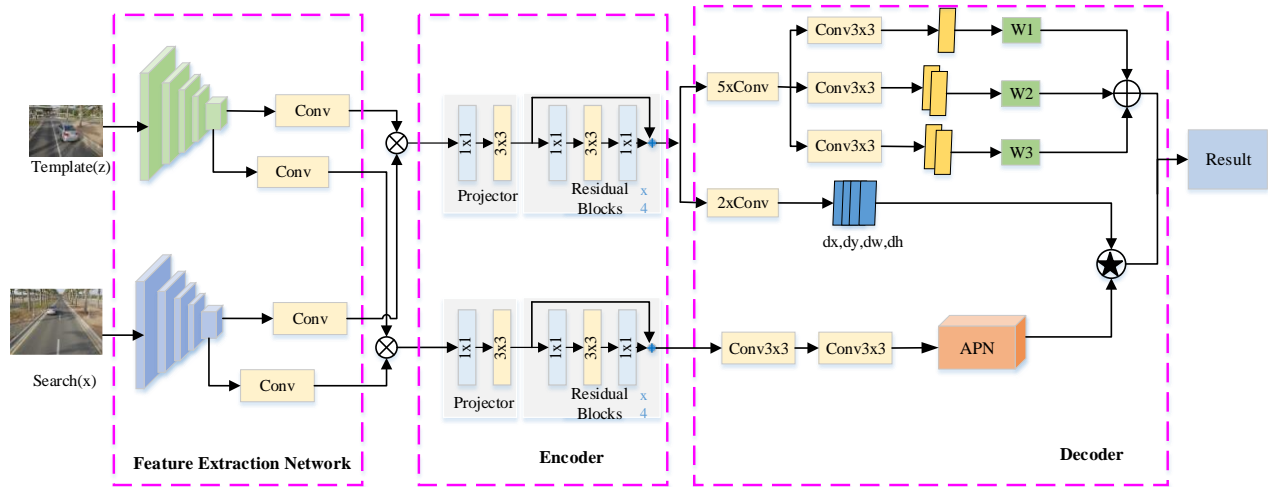 Template(z)
Search(x)
Conv
Conv
Conv
Conv
Feature Extraction Network
1x1
3x3
Projector
1x1
3x3
1x1
Residual
Blocks
x
4
1x1
3x3
Projector
1x1
3x3
1x1
Residual
Blocks
x
4
Encoder
5xConv
Conv3x3
W1
Conv3x3
W2
Conv3x3
W3
2xConv
dx,dy,dw,dh
Conv3x3
Conv3x3
APN
Decoder
Result